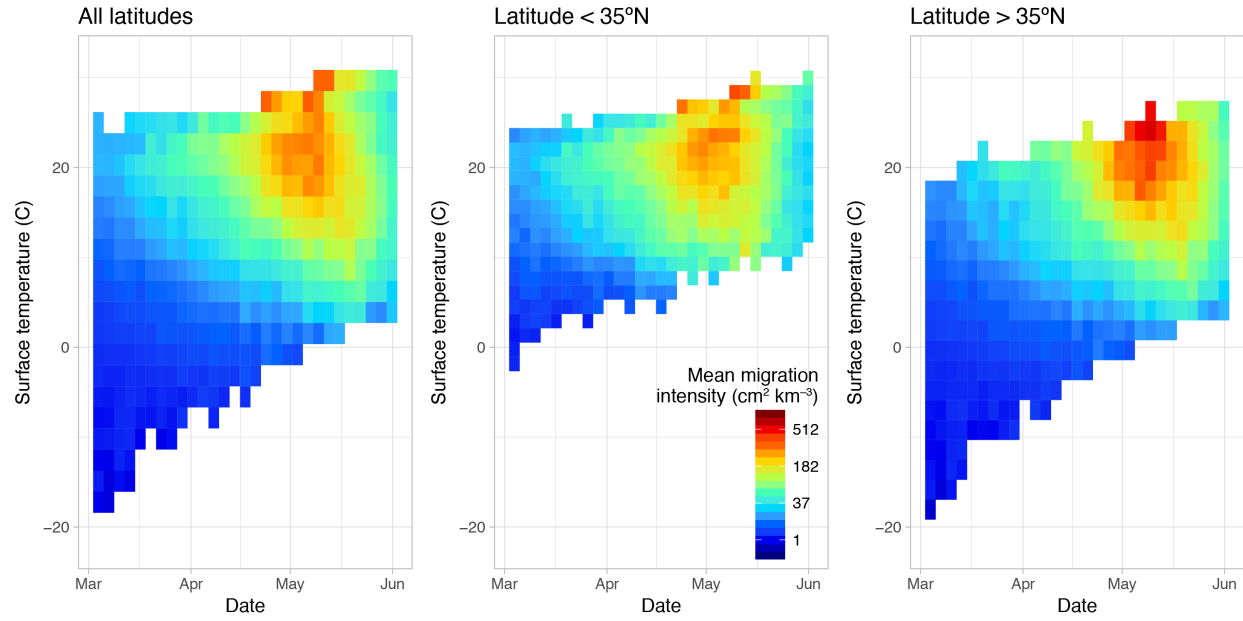 All latitudes
Latitude < 35ºN
Latitude > 35ºN
Surface temperature (C)
20
0
−20
Mar
Apr
May
Jun
Date
Surface temperature (C)
20
0
−20
Mar
Apr
May
Jun
Date
Mean migration
intensity (cm² km⁻³)
512
182
37
1
Surface temperature (C)
20
0
−20
Mar
Apr
May
Jun
Date